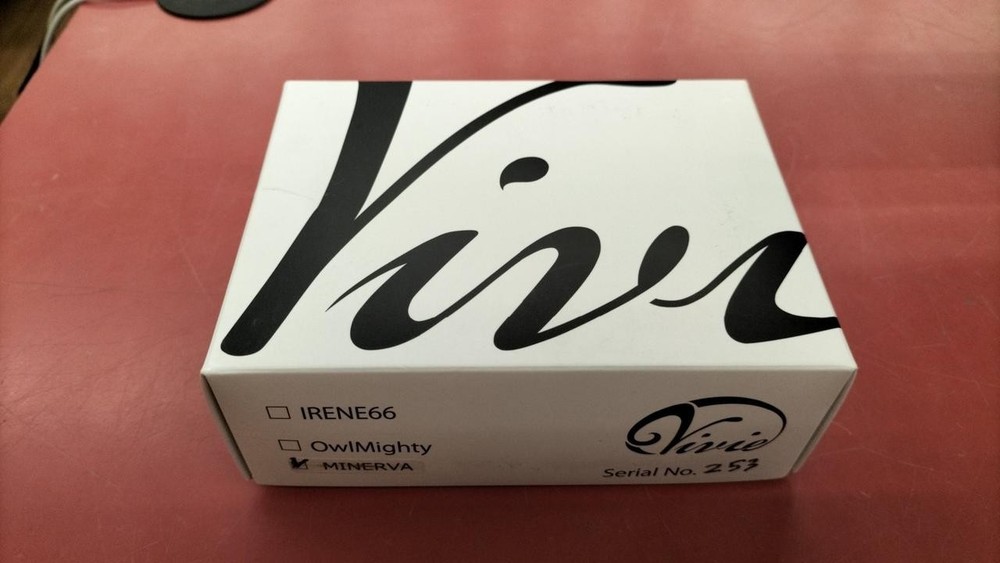 Vivi
☐ IRENE66
☐ OwlMighty
☑ MINERVA
Vivie
Serial No. 253